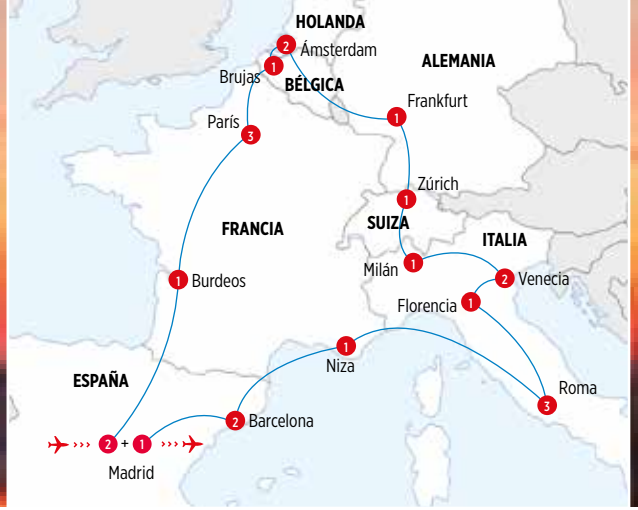 HOLANDA
2 Ámsterdam
1 Brujas
BÉLGICA
ALEMANIA
1 Frankfurt
París
3
1 Zúrich
FRANCIA
SUIZA
ITALIA
Milán 1
2 Venecia
1 Burdeos
Florencia 1
1
Niza
ESPAÑA
Roma
3
2 Barcelona
››› 2 + 1 ›››
Madrid